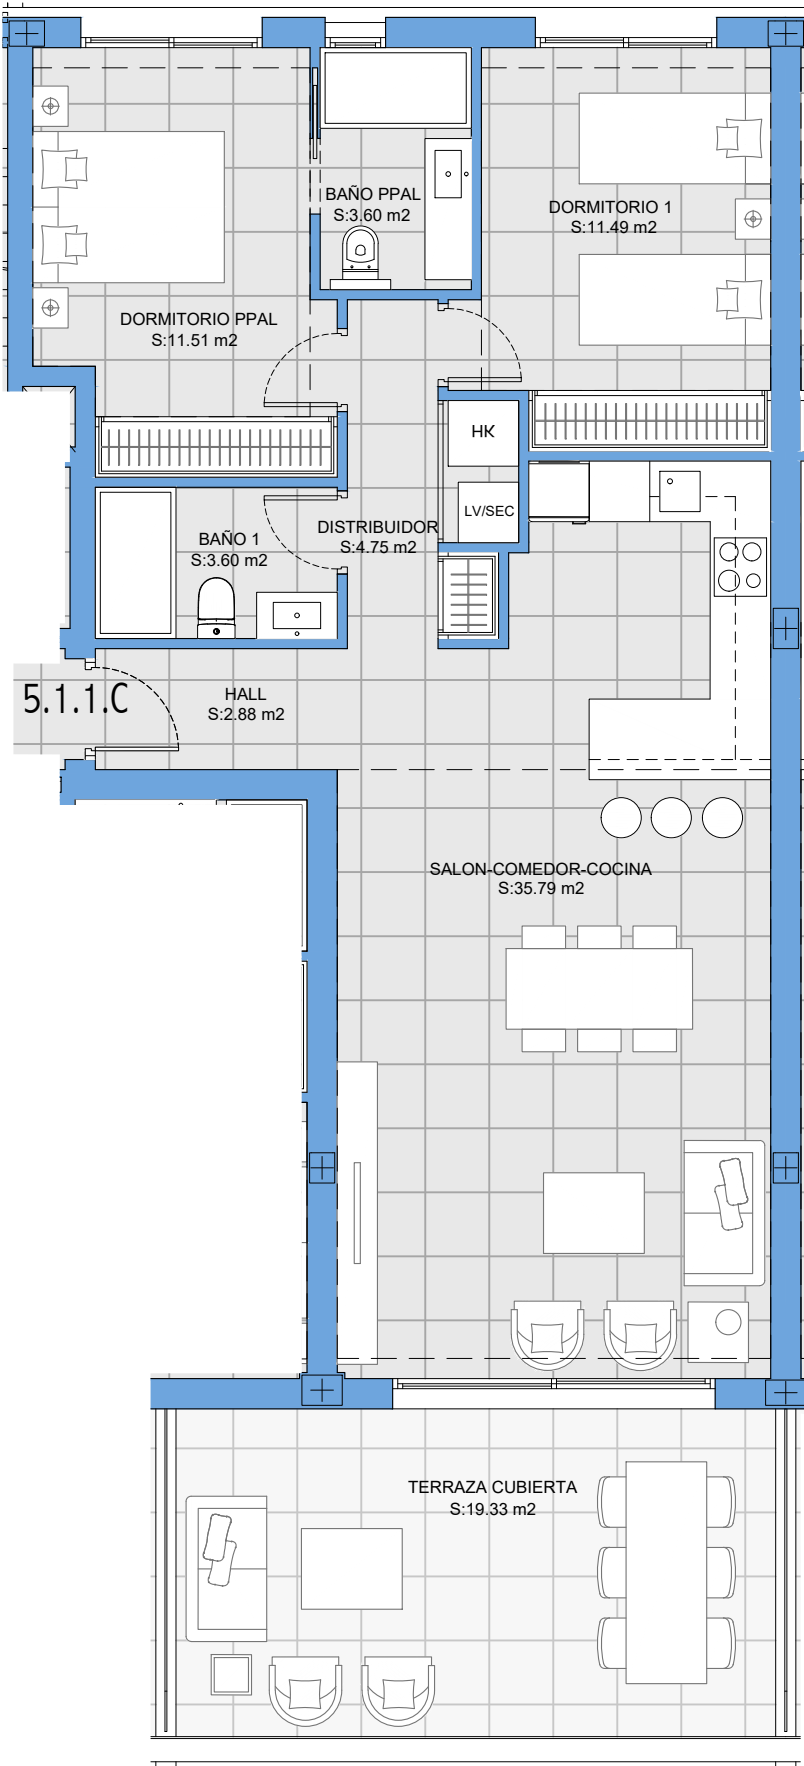 BAÑO PPAL
S:3.60 m2
DORMITORIO 1
S:11.49 m2
DORMITORIO PPAL
S:11.51 m2
HK
LV/SEC
DISTRIBUIDOR
S:4.75 m2
BAÑO 1
S:3.60 m2
5.1.1.C
HALL
S:2.88 m2
SALON-COMEDOR-COCINA
S:35.79 m2
TERRAZA CUBIERTA
S:19.33 m2